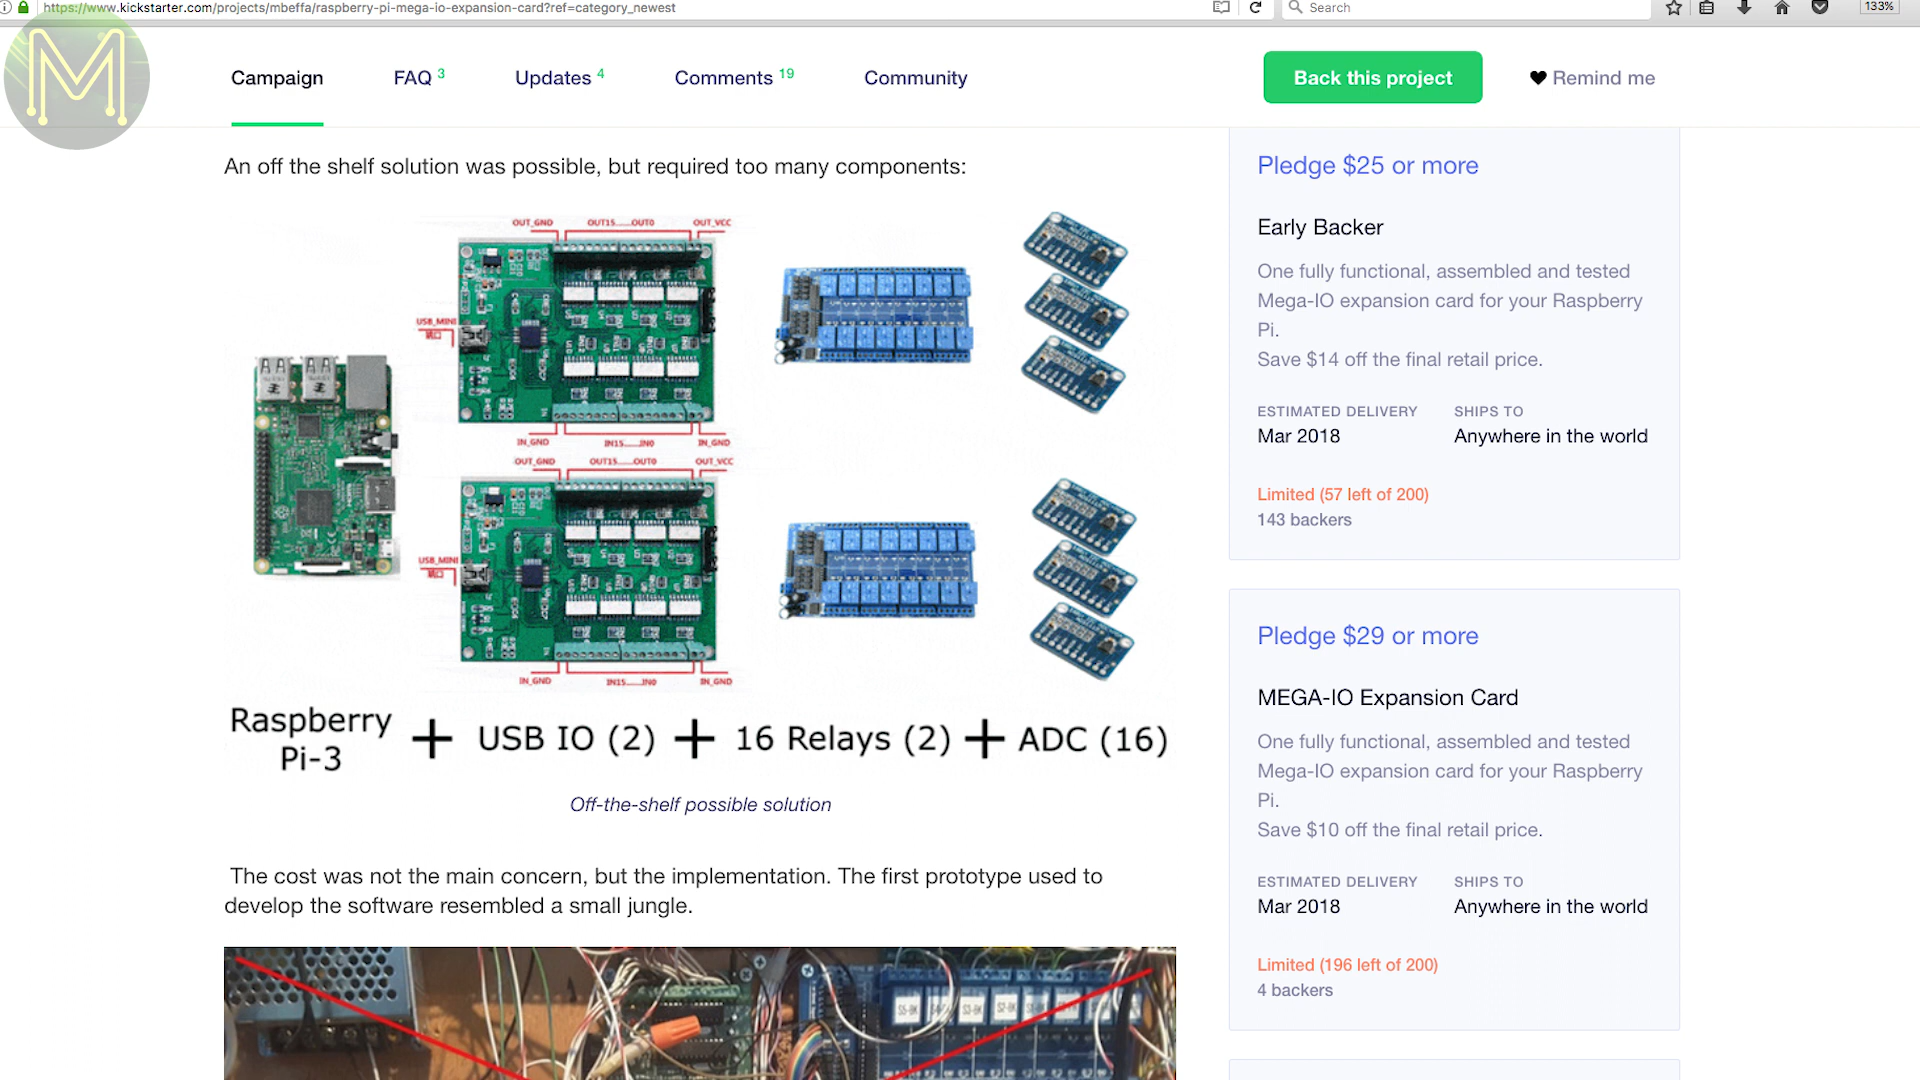 https://www.kickstarter.com/projects/mbeffa/raspberry-pi-mega-io-expansion-card?ref=category_newest
Search
133%
M
Campaign
FAQ 3
Updates 4
Comments 19
Community
Back this project
Remind me
An off the shelf solution was possible, but required too many components:
OUT_GND OUT15......OUT0 OUT_VCC
USB_MINI
IN_GND IN15......IN0 IN_GND
OUT_GND OUT15......OUT0 OUT_VCC
USB_MINI
IN_GND IN15......IN0 IN_GND
Raspberry
Pi-3
+ USB IO (2) + 16 Relays (2) + ADC (16)
Off-the-shelf possible solution
The cost was not the main concern, but the implementation. The first prototype used to
develop the software resembled a small jungle.
Pledge $25 or more
Early Backer
One fully functional, assembled and tested
Mega-IO expansion card for your Raspberry
Pi.
Save $14 off the final retail price.
ESTIMATED DELIVERY
Mar 2018
SHIPS TO
Anywhere in the world
Limited (57 left of 200)
143 backers
Pledge $29 or more
MEGA-IO Expansion Card
One fully functional, assembled and tested
Mega-IO expansion card for your Raspberry
Pi.
Save $10 off the final retail price.
ESTIMATED DELIVERY
Mar 2018
SHIPS TO
Anywhere in the world
Limited (196 left of 200)
4 backers